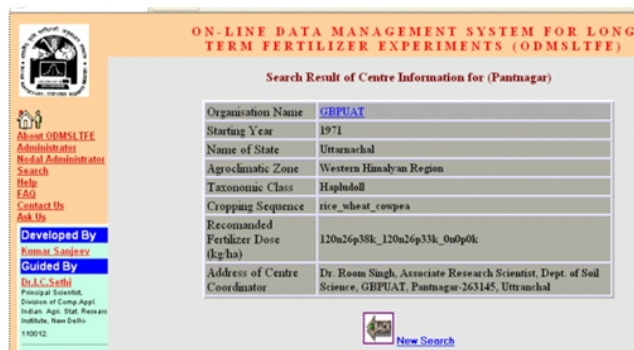 ON-LINE DATA MANAGEMENT SYSTEM FOR LONG
TERM FERTILIZER EXPERIMENTS (ODMSLTFE)
Search Result of Centre Information for (Pantnagar)
About ODMSLTFE
Administrator
Nodal Administrator
Search
Help
FAQ
Contact Us
Ask Us
Developed By
Kumar Sanjeev
Guided By
Dr.I.C.Sethi
Principal Scientist,
Division of Comp.Appl.
Indian Agri. Stat. Researc
Institute, New Delhi-
110012.
Organisation Name GBPUAT
Starting Year 1971
Name of State Uttarnachal
Agroclimatic Zone Western Himalyan Region
Taxonomic Class Hapludoll
Cropping Sequence rice_wheat_cowpea
Recomanded
Fertilizer Dose
(kg/ha) 120n26p38k_120n26p33k_0n0p0k
Address of Centre
Coordinator Dr. Room Singh, Associate Research Scientist, Dept. of Soil
Science, GBPUAT, Pantnagar-263145, Uttranchal
BACK
New Search